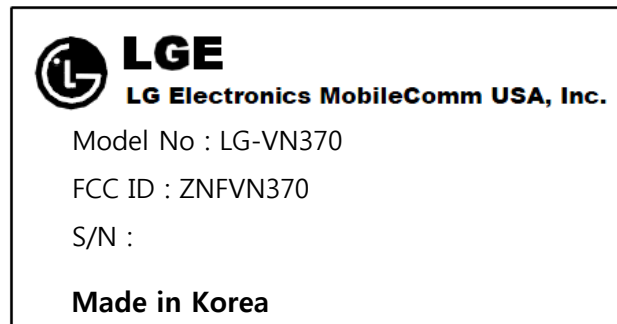 LGE
LG Electronics MobileComm USA, Inc.
Model No : LG-VN370
FCC ID : ZNFVN370
S/N :
Made in Korea